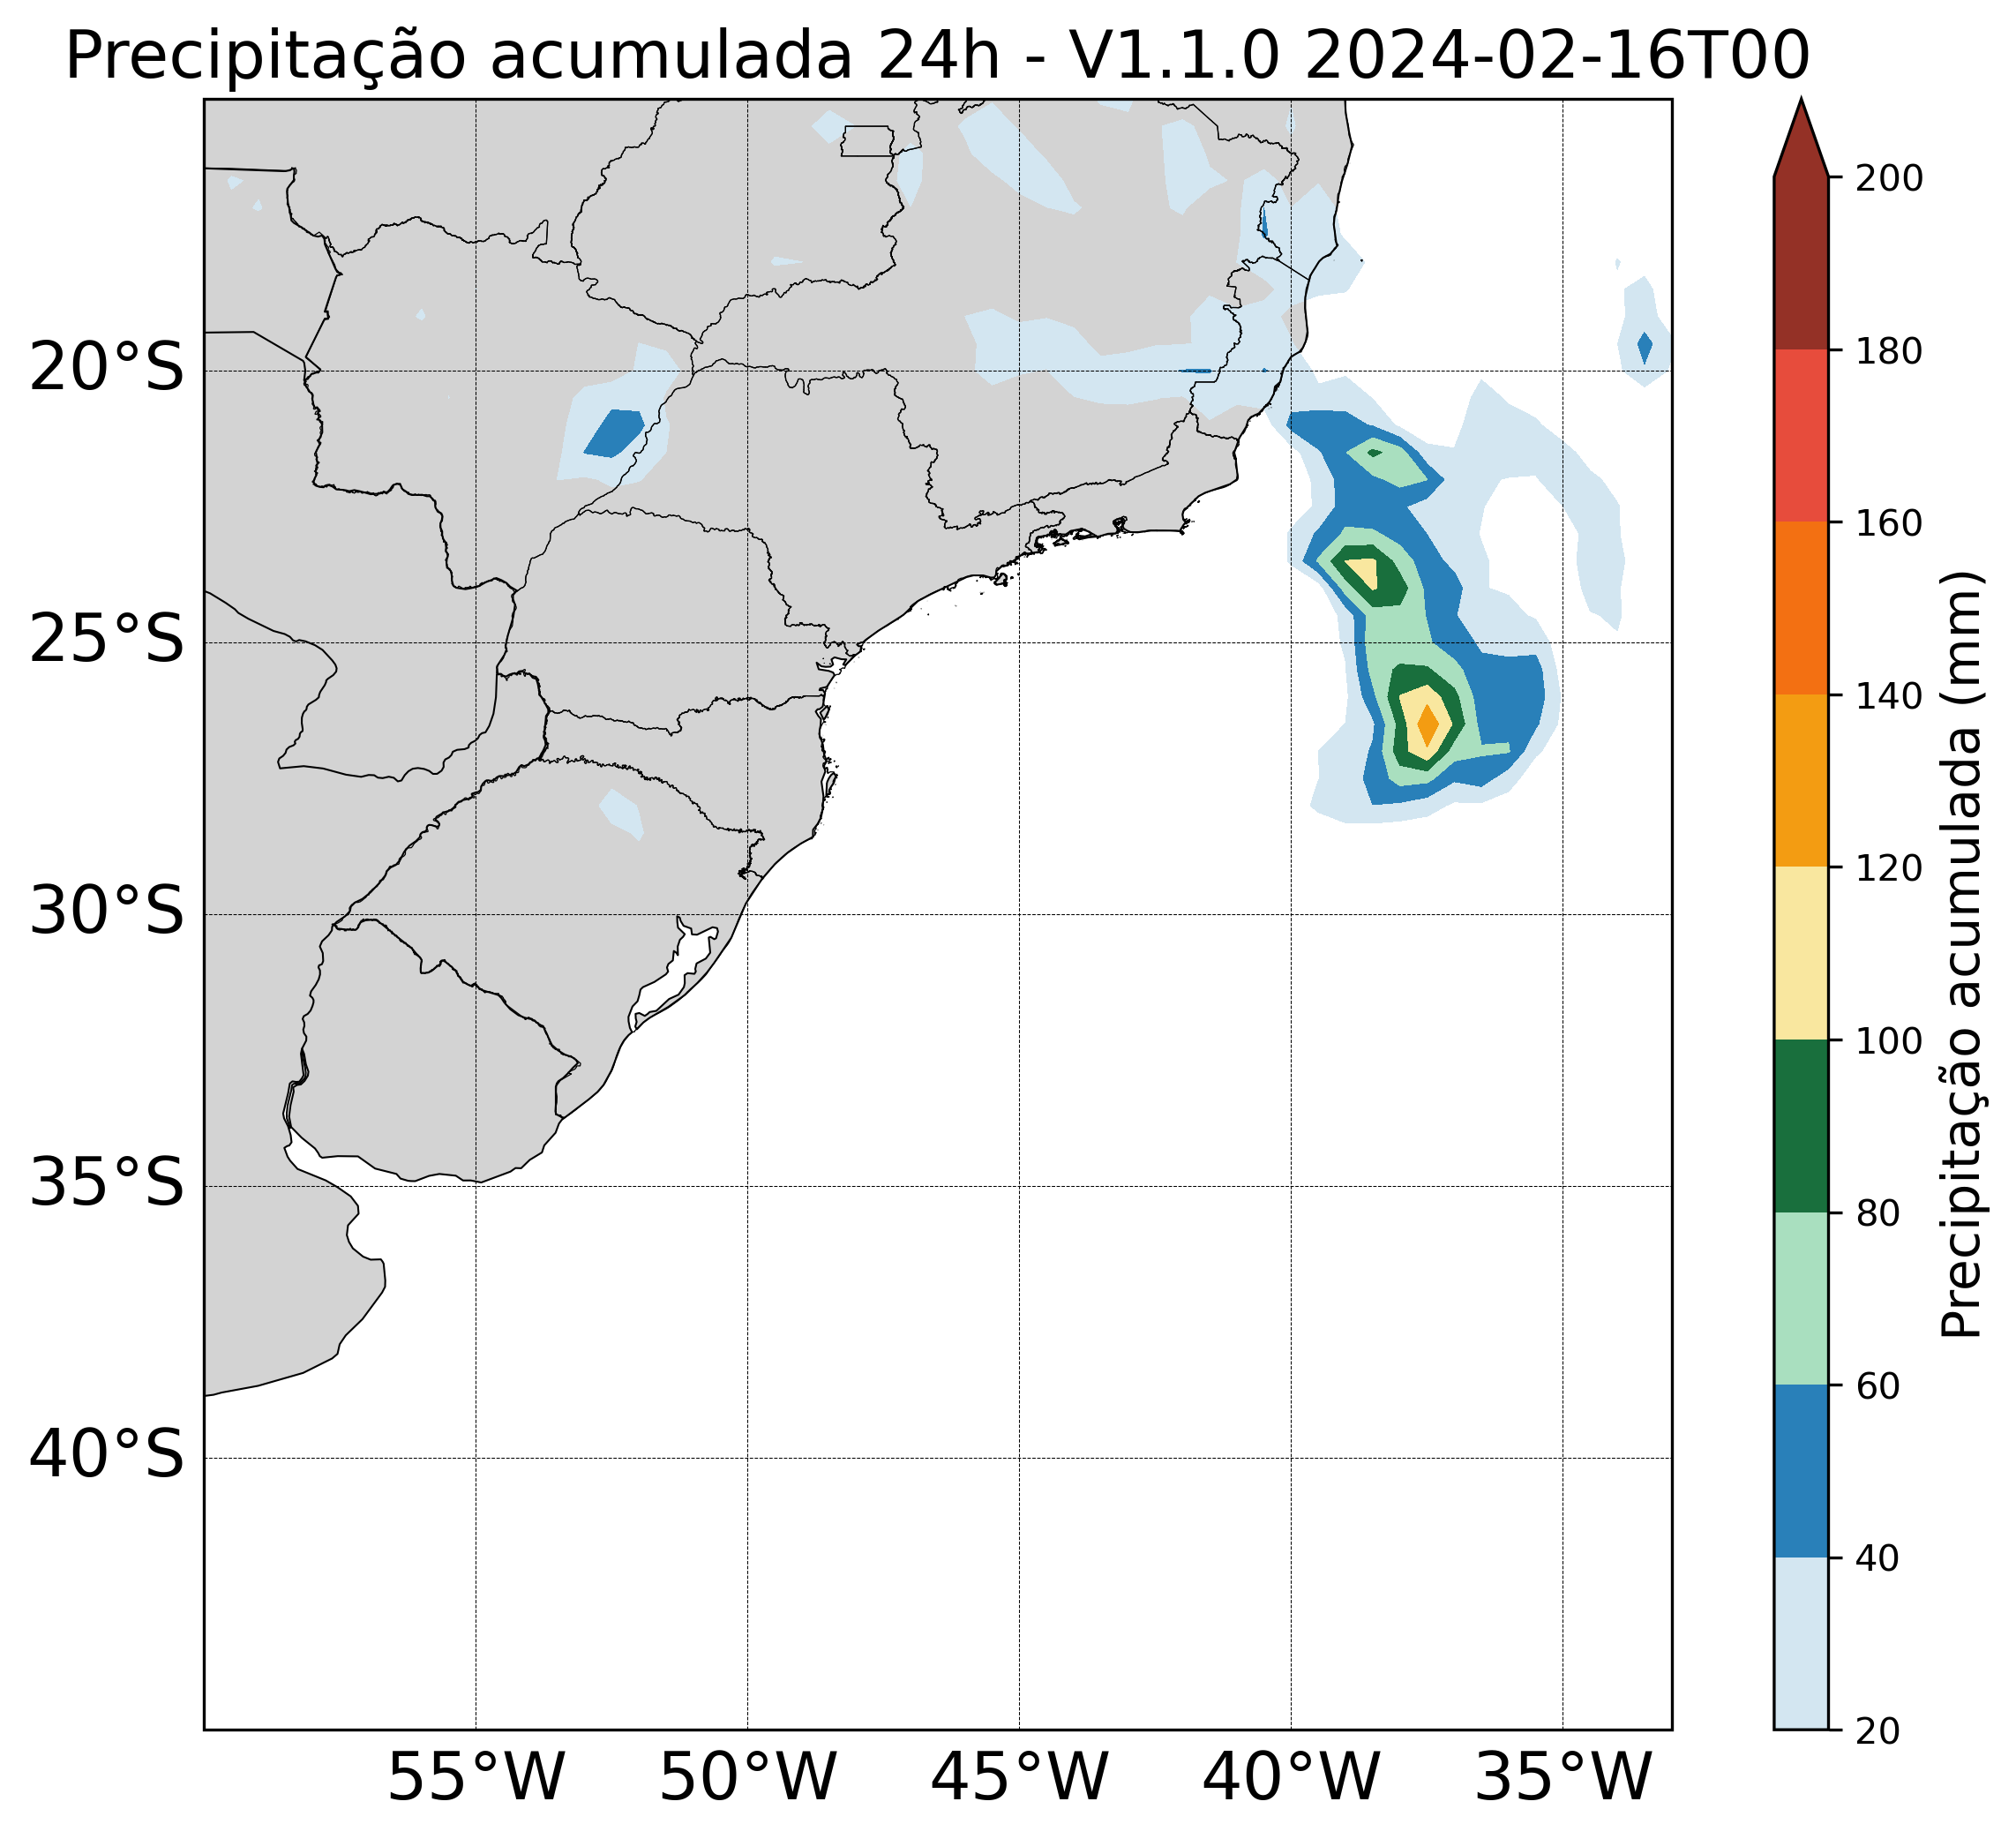 Precipitação acumulada 24h - V1.1.0 2024-02-16T00
20°S
25°S
30°S
35°S
40°S
55°W
50°W
45°W
40°W
35°W
200
180
160
140
120
100
80
60
40
20
Precipitação acumulada (mm)